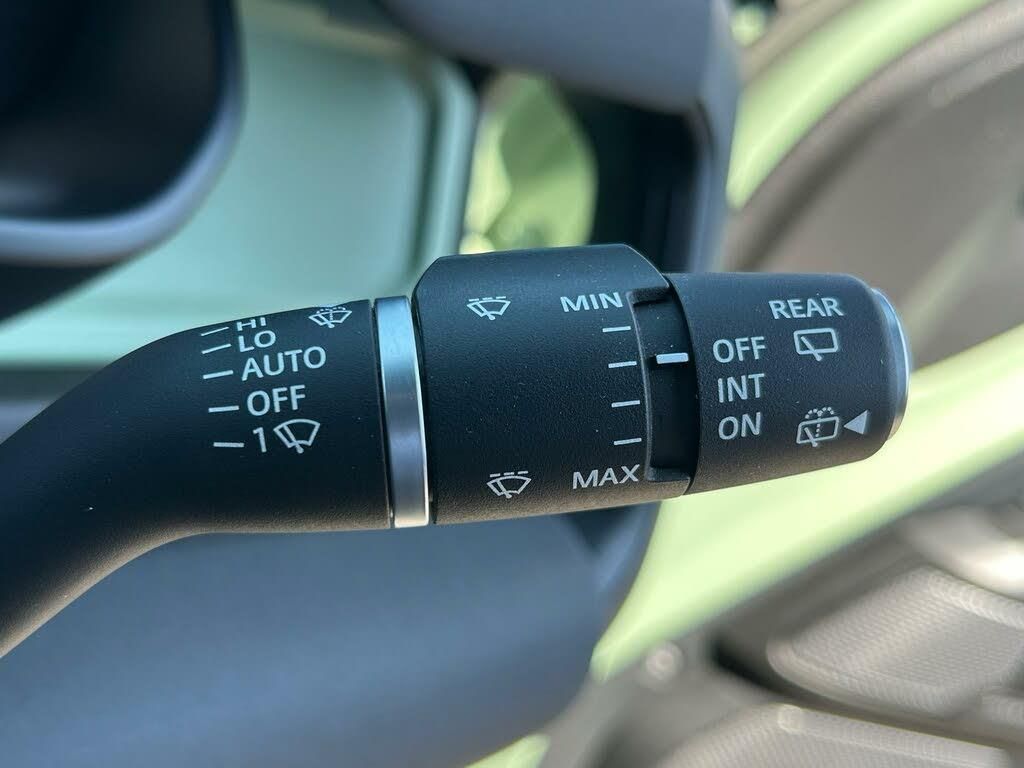 HI
LO
AUTO
OFF
1
MIN
MAX
REAR
OFF
INT
ON